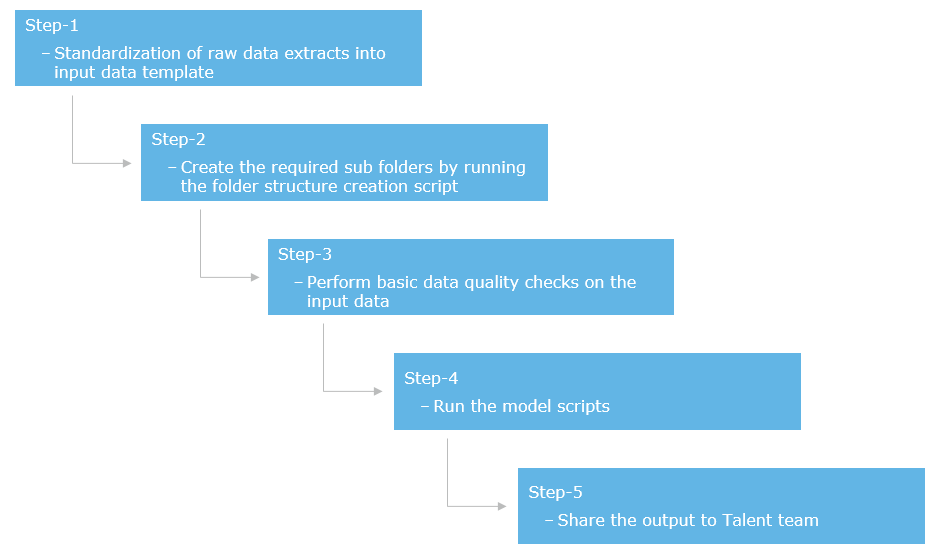 Step-1
– Standardization of raw data extracts into
input data template
Step-2
– Create the required sub folders by running
the folder structure creation script
Step-3
– Perform basic data quality checks on the
input data
Step-4
– Run the model scripts
Step-5
– Share the output to Talent team